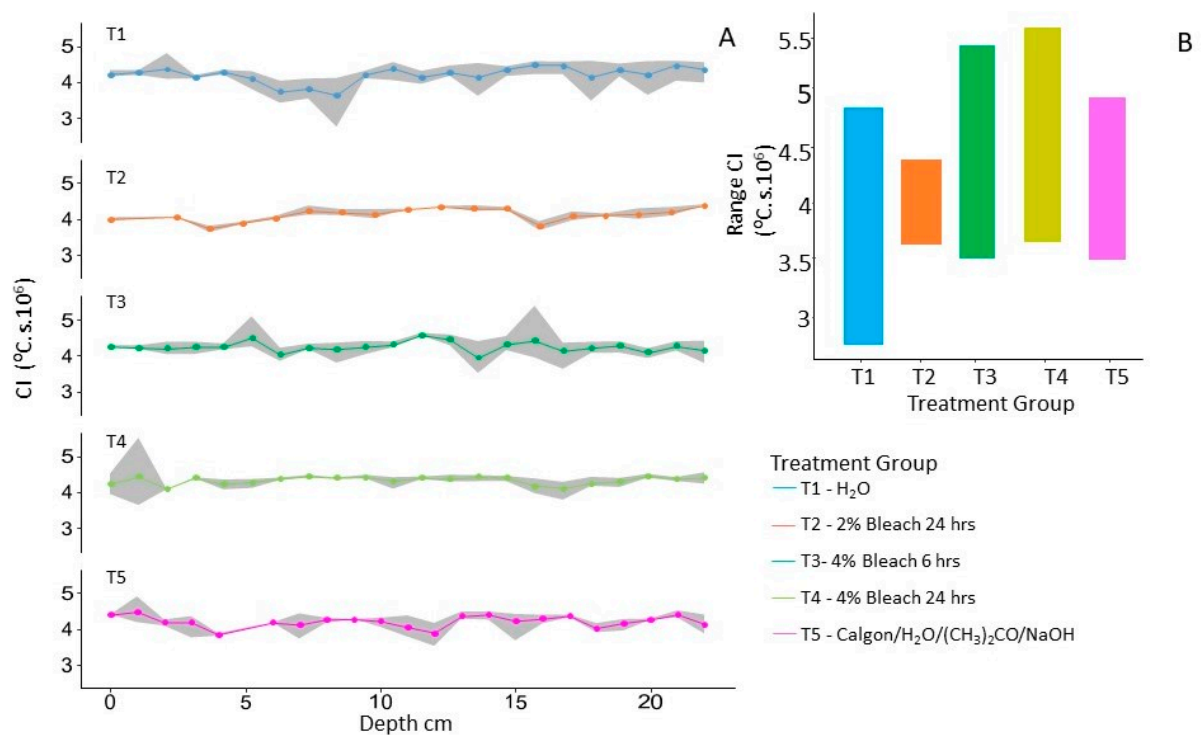 A
T1
5
4
3
T2
5
4
3
T3
5
4
3
T4
5
4
3
T5
5
4
3
CI (°C. s.10⁶)
0 5 10 15 20
Depth cm
B
5.5
5
4.5
4
3.5
3
Range CI
(°C. s.10⁶)
T1 T2 T3 T4 T5
Treatment Group
Treatment Group
T1 - H₂O
T2 - 2% Bleach 24 hrs
T3- 4% Bleach 6 hrs
T4 - 4% Bleach 24 hrs
T5 - Calgon/H₂O/(CH₃)₂CO/NaOH